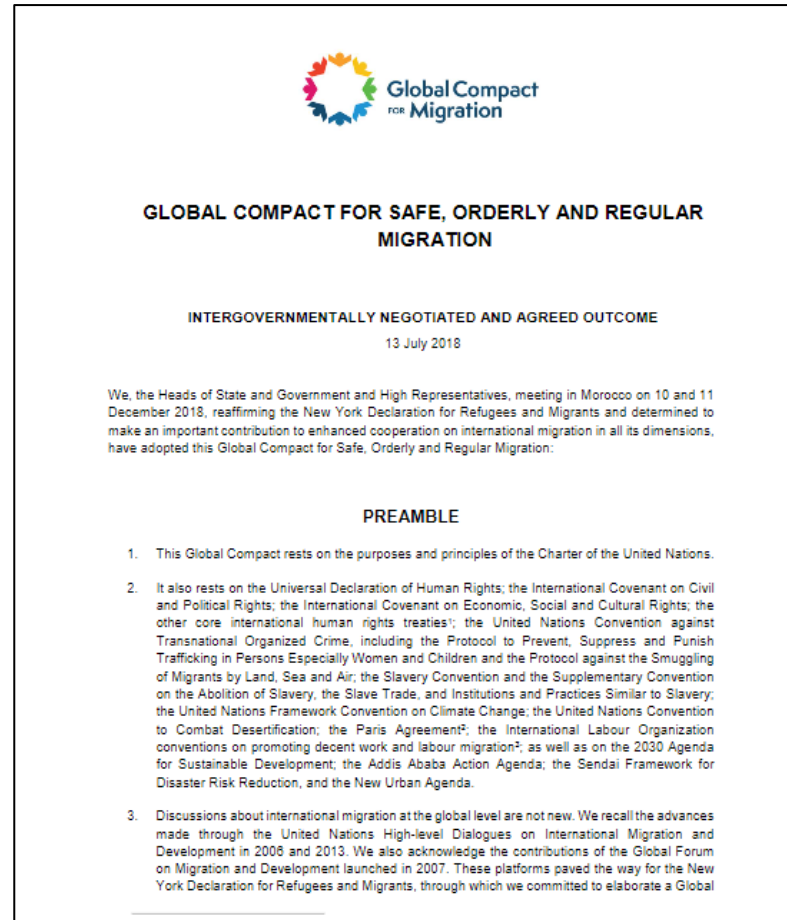 Global Compact
FOR Migration
GLOBAL COMPACT FOR SAFE, ORDERLY AND REGULAR
MIGRATION
INTERGOVERNMENTALLY NEGOTIATED AND AGREED OUTCOME
13 July 2018
We, the Heads of State and Government and High Representatives, meeting in Morocco on 10 and 11
December 2018, reaffirming the New York Declaration for Refugees and Migrants and determined to
make an important contribution to enhanced cooperation on international migration in all its dimensions,
have adopted this Global Compact for Safe, Orderly and Regular Migration:
PREAMBLE
1. This Global Compact rests on the purposes and principles of the Charter of the United Nations.
2. It also rests on the Universal Declaration of Human Rights; the International Covenant on Civil
and Political Rights; the International Covenant on Economic, Social and Cultural Rights; the
other core international human rights treaties¹; the United Nations Convention against
Transnational Organized Crime, including the Protocol to Prevent, Suppress and Punish
Trafficking in Persons Especially Women and Children and the Protocol against the Smuggling
of Migrants by Land, Sea and Air; the Slavery Convention and the Supplementary Convention
on the Abolition of Slavery, the Slave Trade, and Institutions and Practices Similar to Slavery;
the United Nations Framework Convention on Climate Change; the United Nations Convention
to Combat Desertification; the Paris Agreement²; the International Labour Organization
conventions on promoting decent work and labour migration³; as well as on the 2030 Agenda
for Sustainable Development; the Addis Ababa Action Agenda; the Sendai Framework for
Disaster Risk Reduction, and the New Urban Agenda.
3. Discussions about international migration at the global level are not new. We recall the advances
made through the United Nations High-level Dialogues on International Migration and
Development in 2006 and 2013. We also acknowledge the contributions of the Global Forum
on Migration and Development launched in 2007. These platforms paved the way for the New
York Declaration for Refugees and Migrants, through which we committed to elaborate a Global